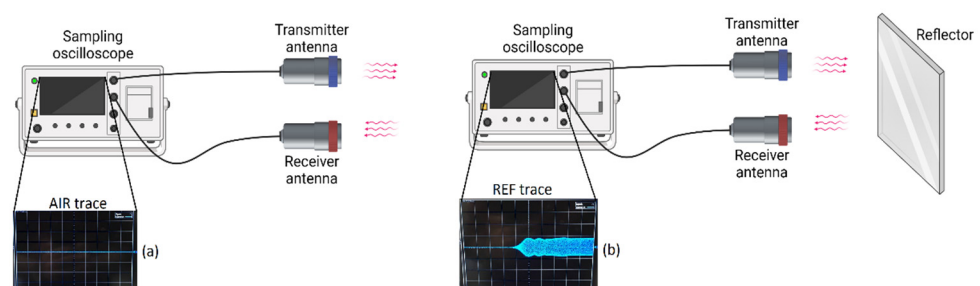 Sampling
oscilloscope
Transmitter
antenna
Receiver
antenna
AIR trace
(a)
Sampling
oscilloscope
Transmitter
antenna
Reflector
Receiver
antenna
REF trace
(b)